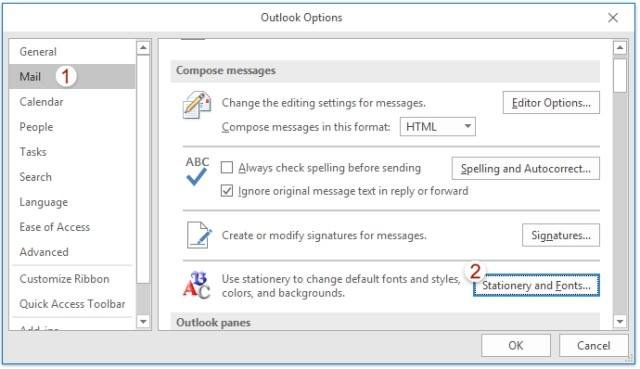 Outlook Options
General
Mail
1
Calendar
People
Tasks
Search
Language
Ease of Access
Advanced
Customize Ribbon
Quick Access Toolbar
Add-ins
Compose messages
Change the editing settings for messages.
Editor Options...
Compose messages in this format:
HTML
ABC
Always check spelling before sending
Spelling and Autocorrect...
Ignore original message text in reply or forward
Create or modify signatures for messages.
Signatures...
ABC
Use stationery to change default fonts and styles,
colors, and backgrounds.
2
Stationery and Fonts...
Outlook panes
OK
Cancel